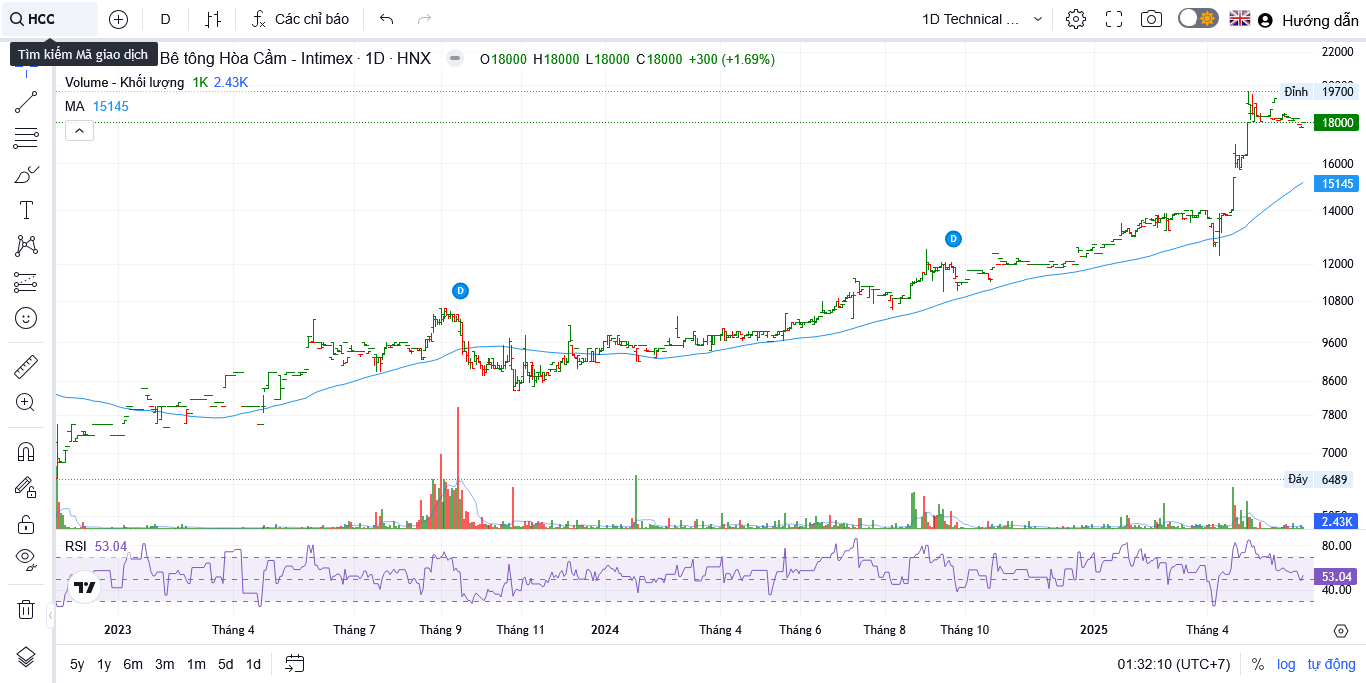 HCC
D
Các chỉ báo
1D Technical ...
Hướng dẫn
Tìm kiếm Mã giao dịch
Bê tông Hòa Cầm - Intimex · 1D · HNX
O18000 H18000 L18000 C18000 +300 (+1.69%)
Volume - Khối lượng 1K 2.43K
MA 15145
22000
Đỉnh 19700
18000
16000
15145
14000
12000
10800
9600
8600
7800
7000
Đáy 6489
2.43K
D
D
RSI 53.04
80.00
53.04
40.00
2023
Tháng 4
Tháng 7
Tháng 9
Tháng 11
2024
Tháng 4
Tháng 6
Tháng 8
Tháng 10
2025
Tháng 4
5y 1y 6m 3m 1m 5d 1d
01:32:10 (UTC+7)
% log tự động